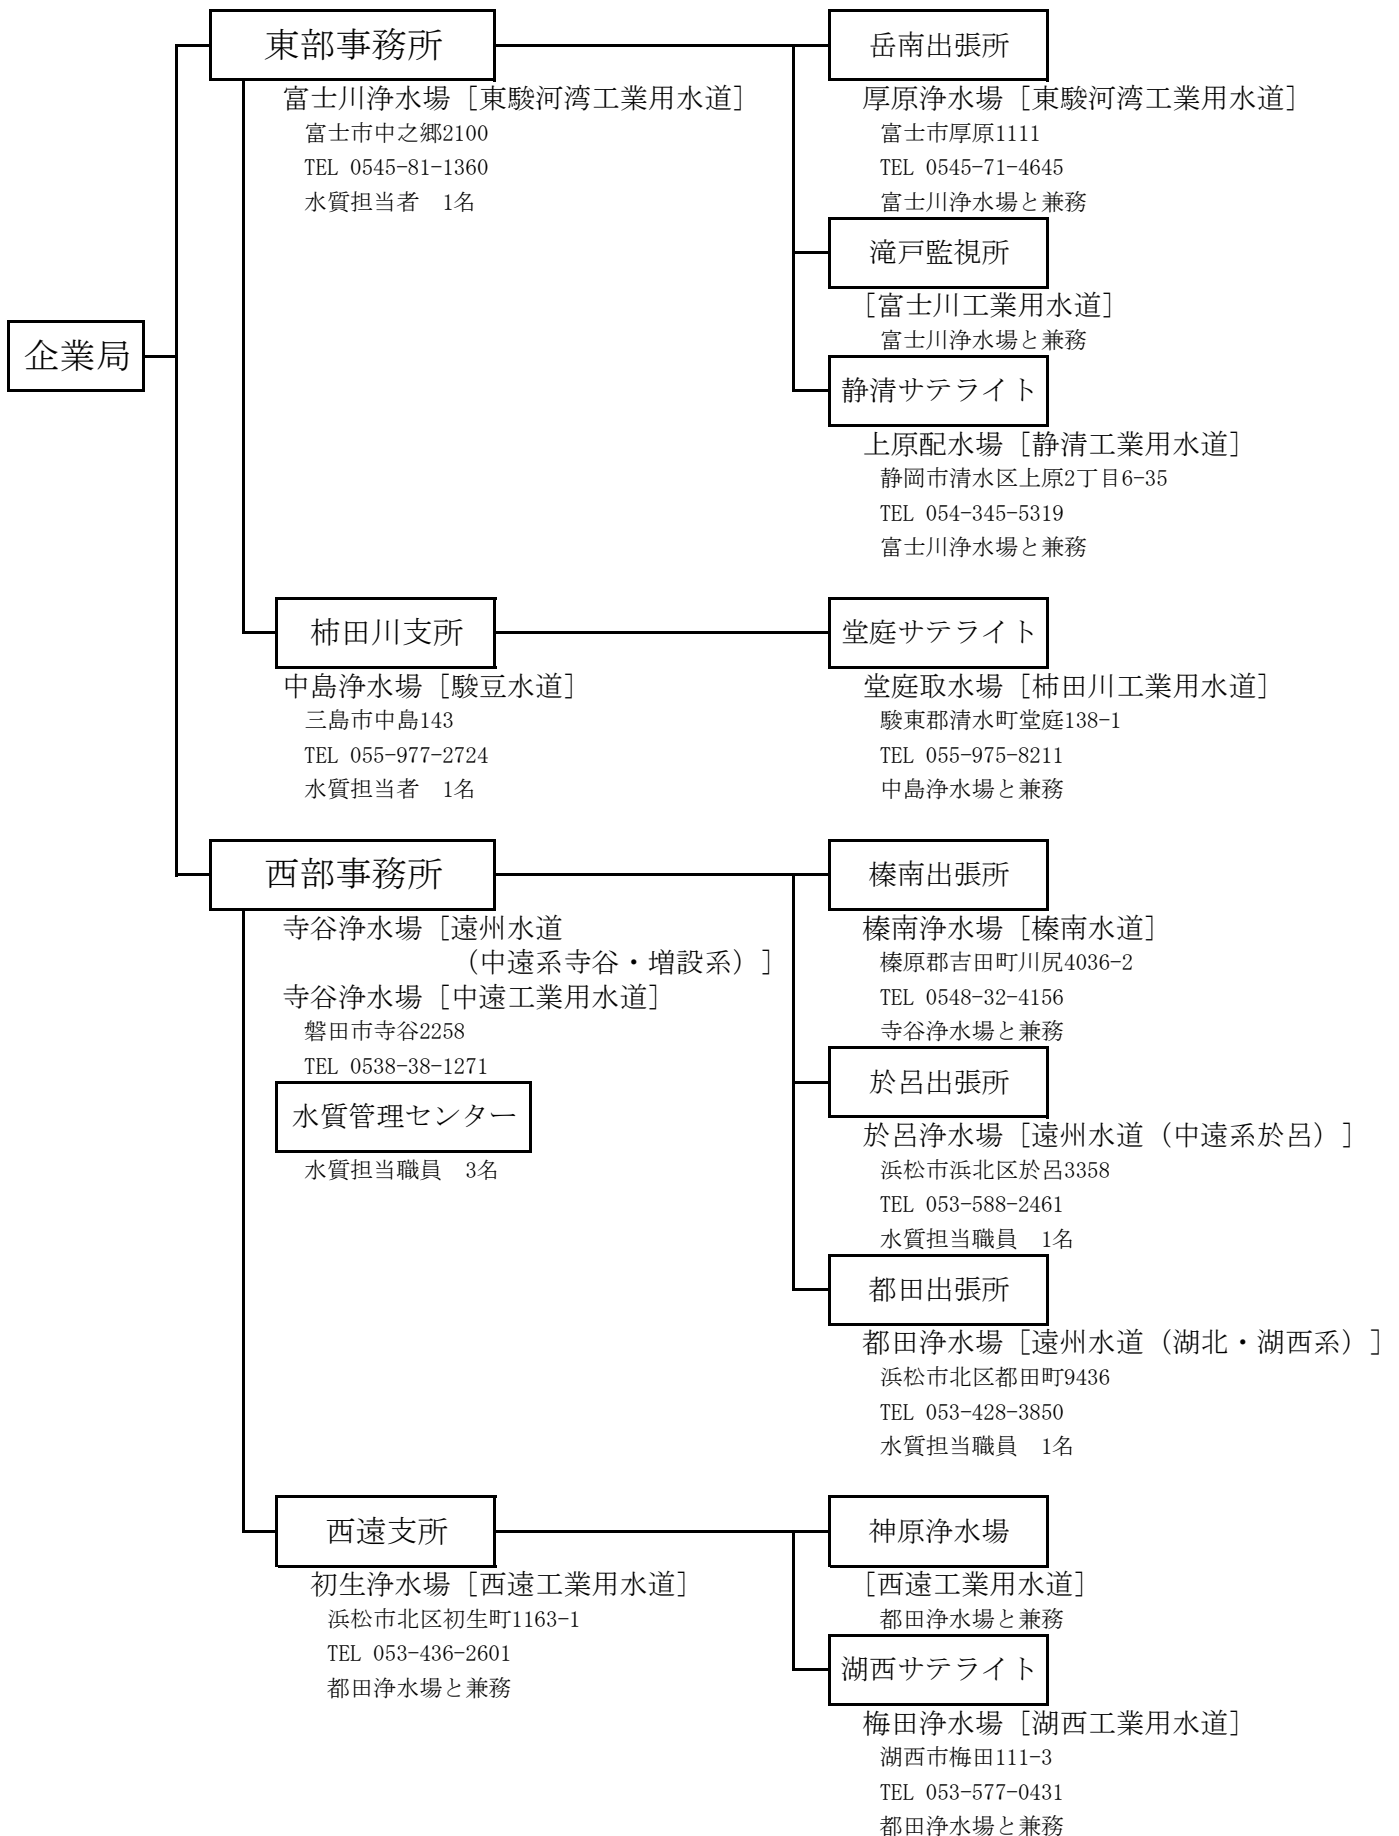 企業局
東部事務所
富士川浄水場［東駿河湾工業用水道］
富士市中之郷2100
TEL 0545-81-1360
水質担当者　1名
岳南出張所
厚原浄水場［東駿河湾工業用水道］
富士市厚原1111
TEL 0545-71-4645
富士川浄水場と兼務
滝戸監視所
［富士川工業用水道］
富士川浄水場と兼務
静清サテライト
上原配水場［静清工業用水道］
静岡市清水区上原2丁目6-35
TEL 054-345-5319
富士川浄水場と兼務
柿田川支所
中島浄水場［駿豆水道］
三島市中島143
TEL 055-977-2724
水質担当者　1名
堂庭サテライト
堂庭取水場［柿田川工業用水道］
駿東郡清水町堂庭138-1
TEL 055-975-8211
中島浄水場と兼務
西部事務所
寺谷浄水場［遠州水道
（中遠系寺谷・増設系）］
寺谷浄水場［中遠工業用水道］
磐田市寺谷2258
TEL 0538-38-1271
水質管理センター
水質担当職員　3名
榛南出張所
榛南浄水場［榛南水道］
榛原郡吉田町川尻4036-2
TEL 0548-32-4156
寺谷浄水場と兼務
於呂出張所
於呂浄水場［遠州水道（中遠系於呂）］
浜松市浜北区於呂3358
TEL 053-588-2461
水質担当職員　1名
都田出張所
都田浄水場［遠州水道（湖北・湖西系）］
浜松市北区都田町9436
TEL 053-428-3850
水質担当職員　1名
西遠支所
初生浄水場［西遠工業用水道］
浜松市北区初生町1163-1
TEL 053-436-2601
都田浄水場と兼務
神原浄水場
［西遠工業用水道］
都田浄水場と兼務
湖西サテライト
梅田浄水場［湖西工業用水道］
湖西市梅田111-3
TEL 053-577-0431
都田浄水場と兼務